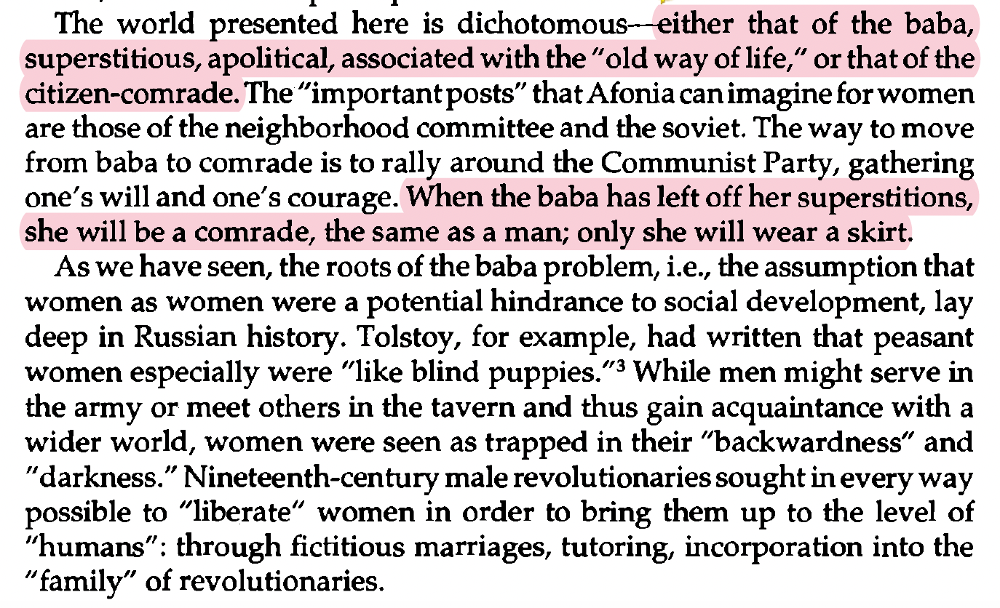 The world presented here is dichotomous—either that of the baba,
superstitious, apolitical, associated with the "old way of life," or that of the
citizen-comrade. The "important posts" that Afonia can imagine for women
are those of the neighborhood committee and the soviet. The way to move
from baba to comrade is to rally around the Communist Party, gathering
one's will and one's courage. When the baba has left off her superstitions,
she will be a comrade, the same as a man; only she will wear a skirt.
As we have seen, the roots of the baba problem, i.e., the assumption that
women as women were a potential hindrance to social development, lay
deep in Russian history. Tolstoy, for example, had written that peasant
women especially were "like blind puppies."³ While men might serve in
the army or meet others in the tavern and thus gain acquaintance with a
wider world, women were seen as trapped in their "backwardness" and
"darkness." Nineteenth-century male revolutionaries sought in every way
possible to "liberate" women in order to bring them up to the level of
"humans": through fictitious marriages, tutoring, incorporation into the
"family" of revolutionaries.